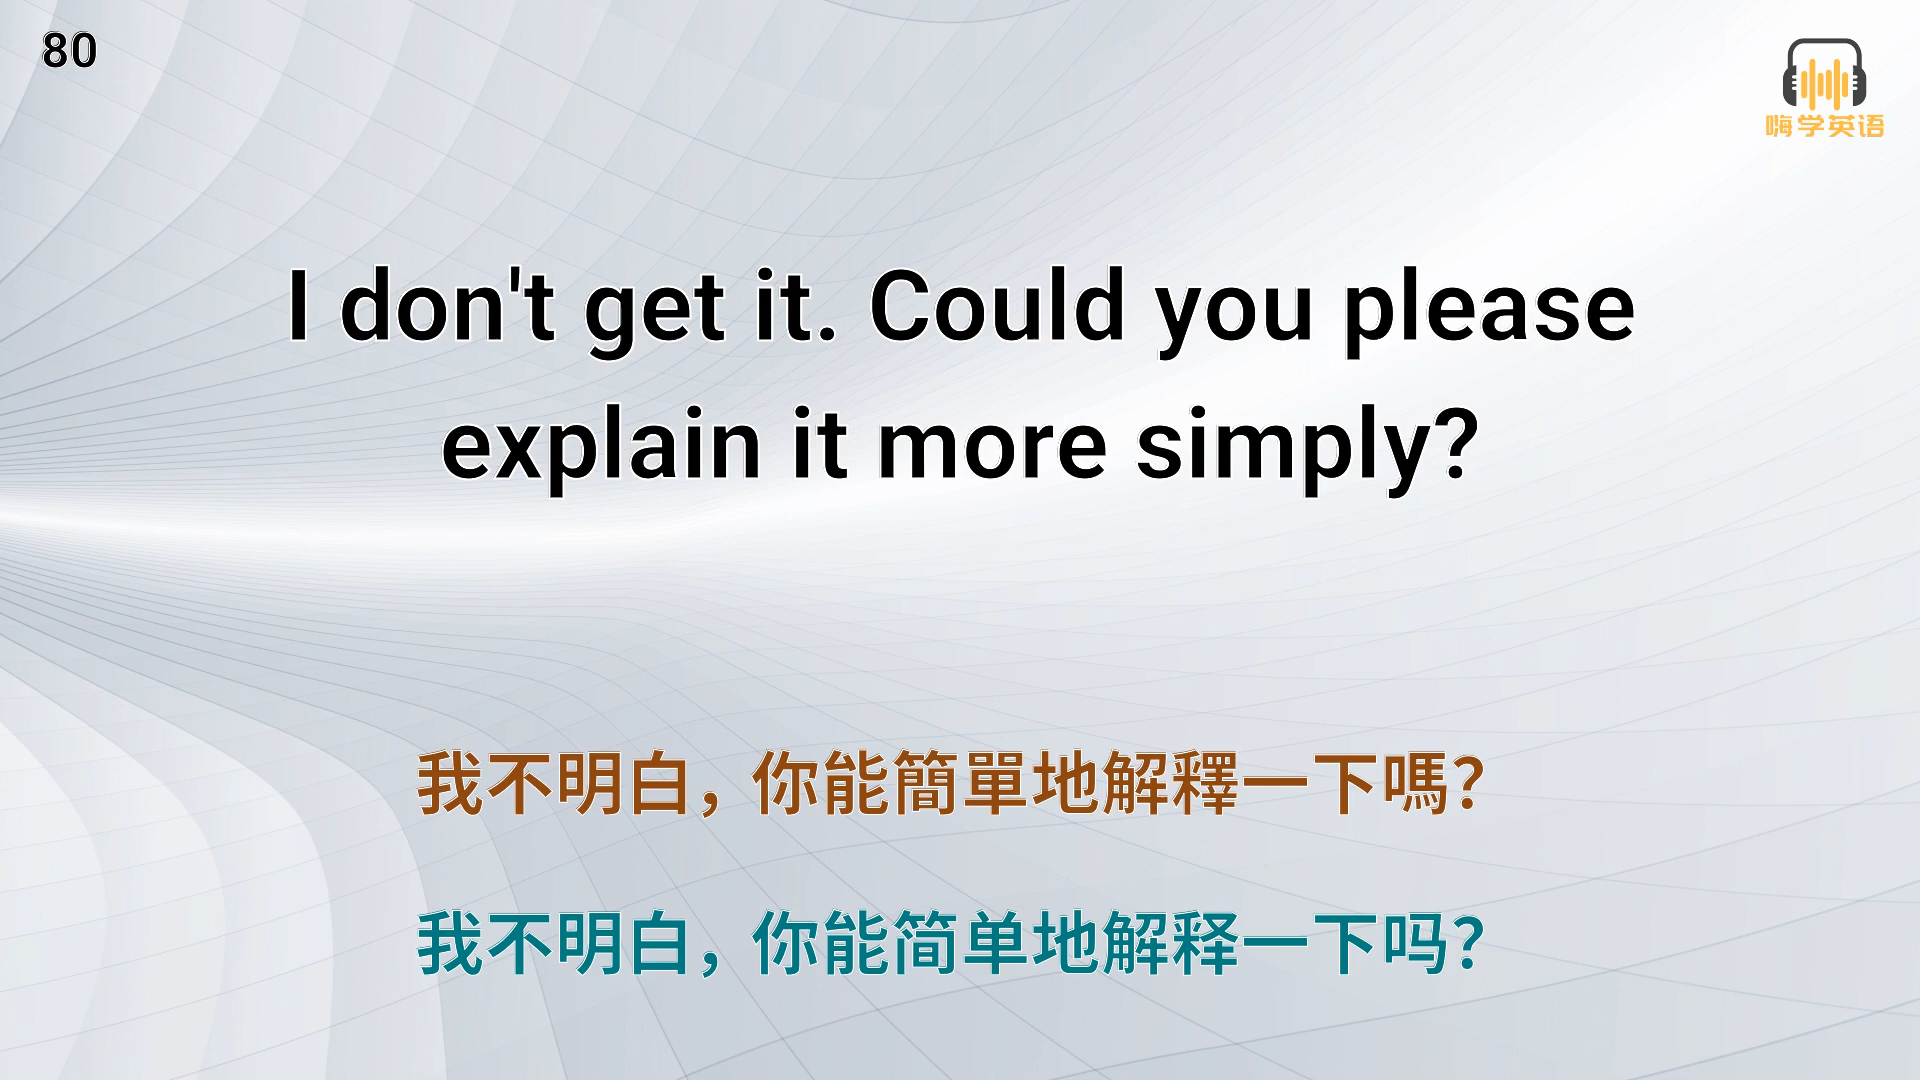 80
嗨学英语
I don't get it. Could you please
explain it more simply?
我不明白，你能簡單地解釋一下嗎？
我不明白，你能简单地解释一下吗？